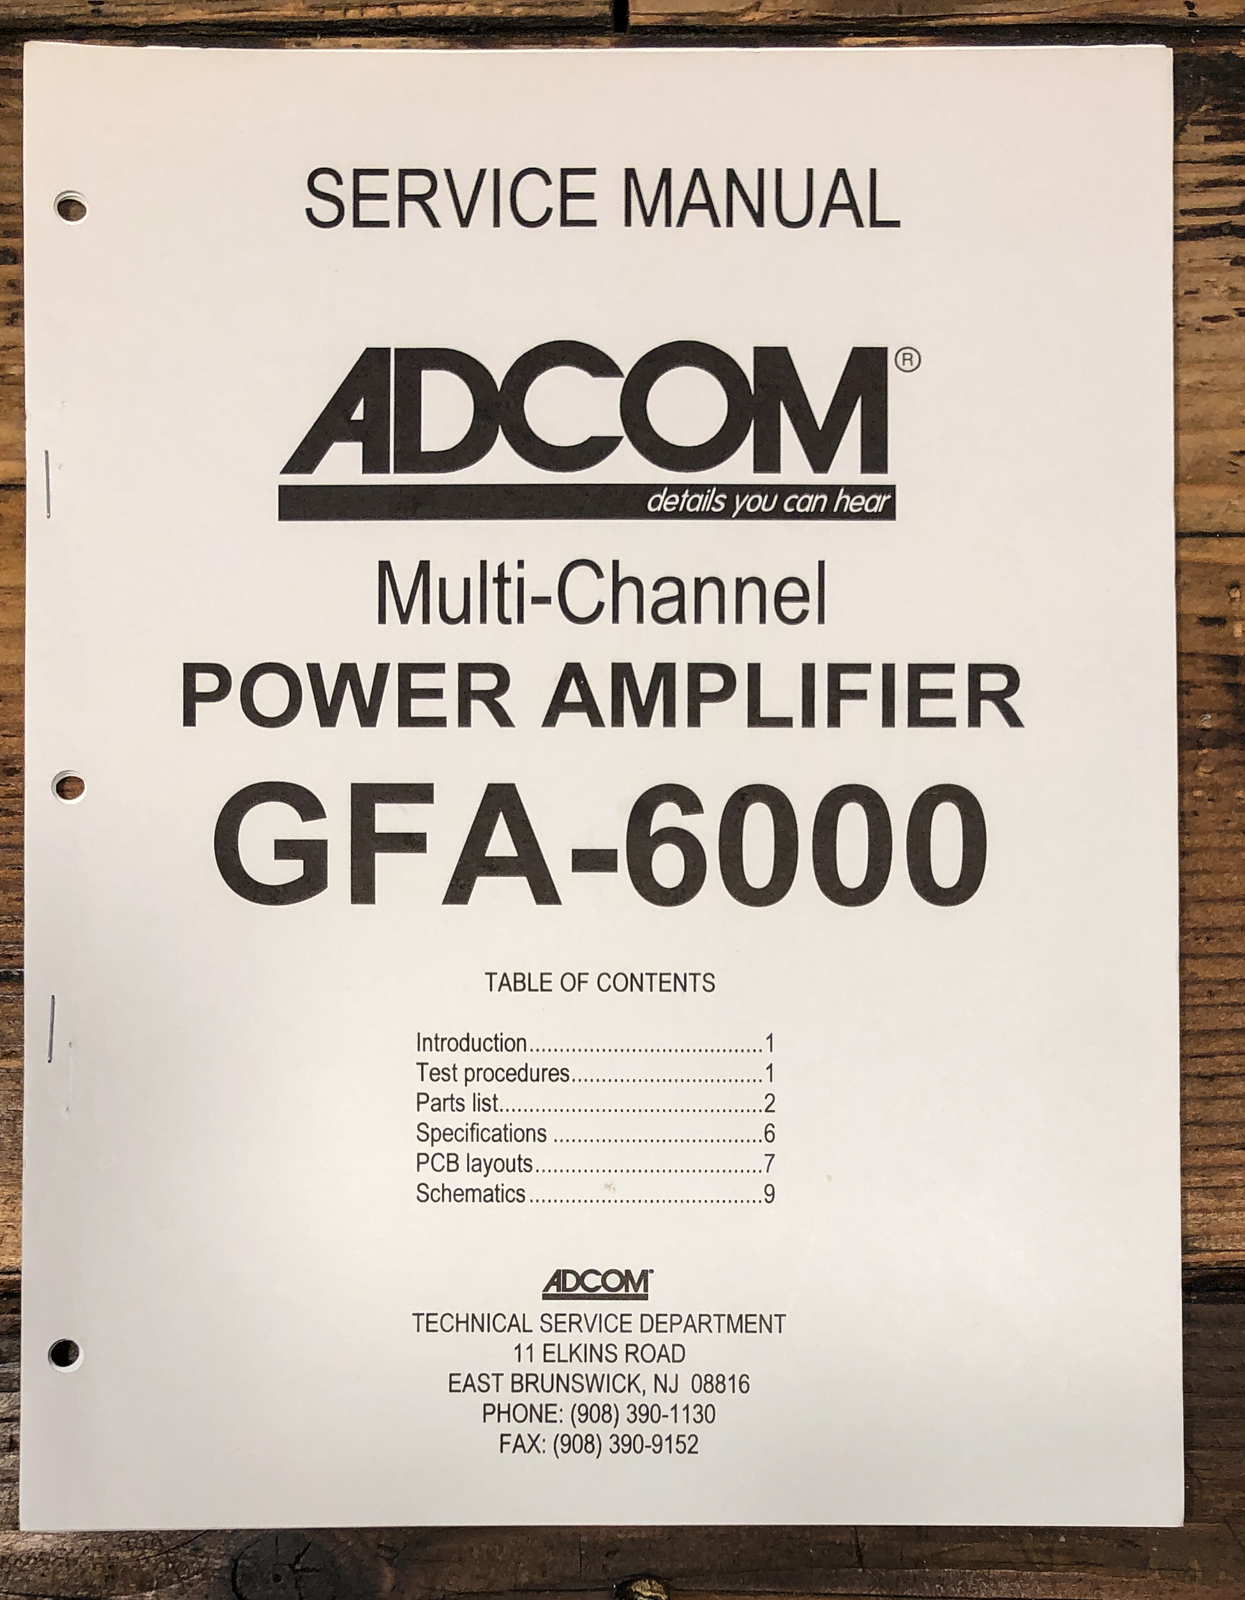 SERVICE MANUAL
ADCOM®
details you can hear
Multi-Channel
POWER AMPLIFIER
GFA-6000
TABLE OF CONTENTS
Introduction.......................................1
Test procedures................................1
Parts list............................................2
Specifications ...................................6
PCB layouts......................................7
Schematics.......................................9
ADCOM
TECHNICAL SERVICE DEPARTMENT
11 ELKINS ROAD
EAST BRUNSWICK, NJ  08816
PHONE: (908) 390-1130
FAX: (908) 390-9152